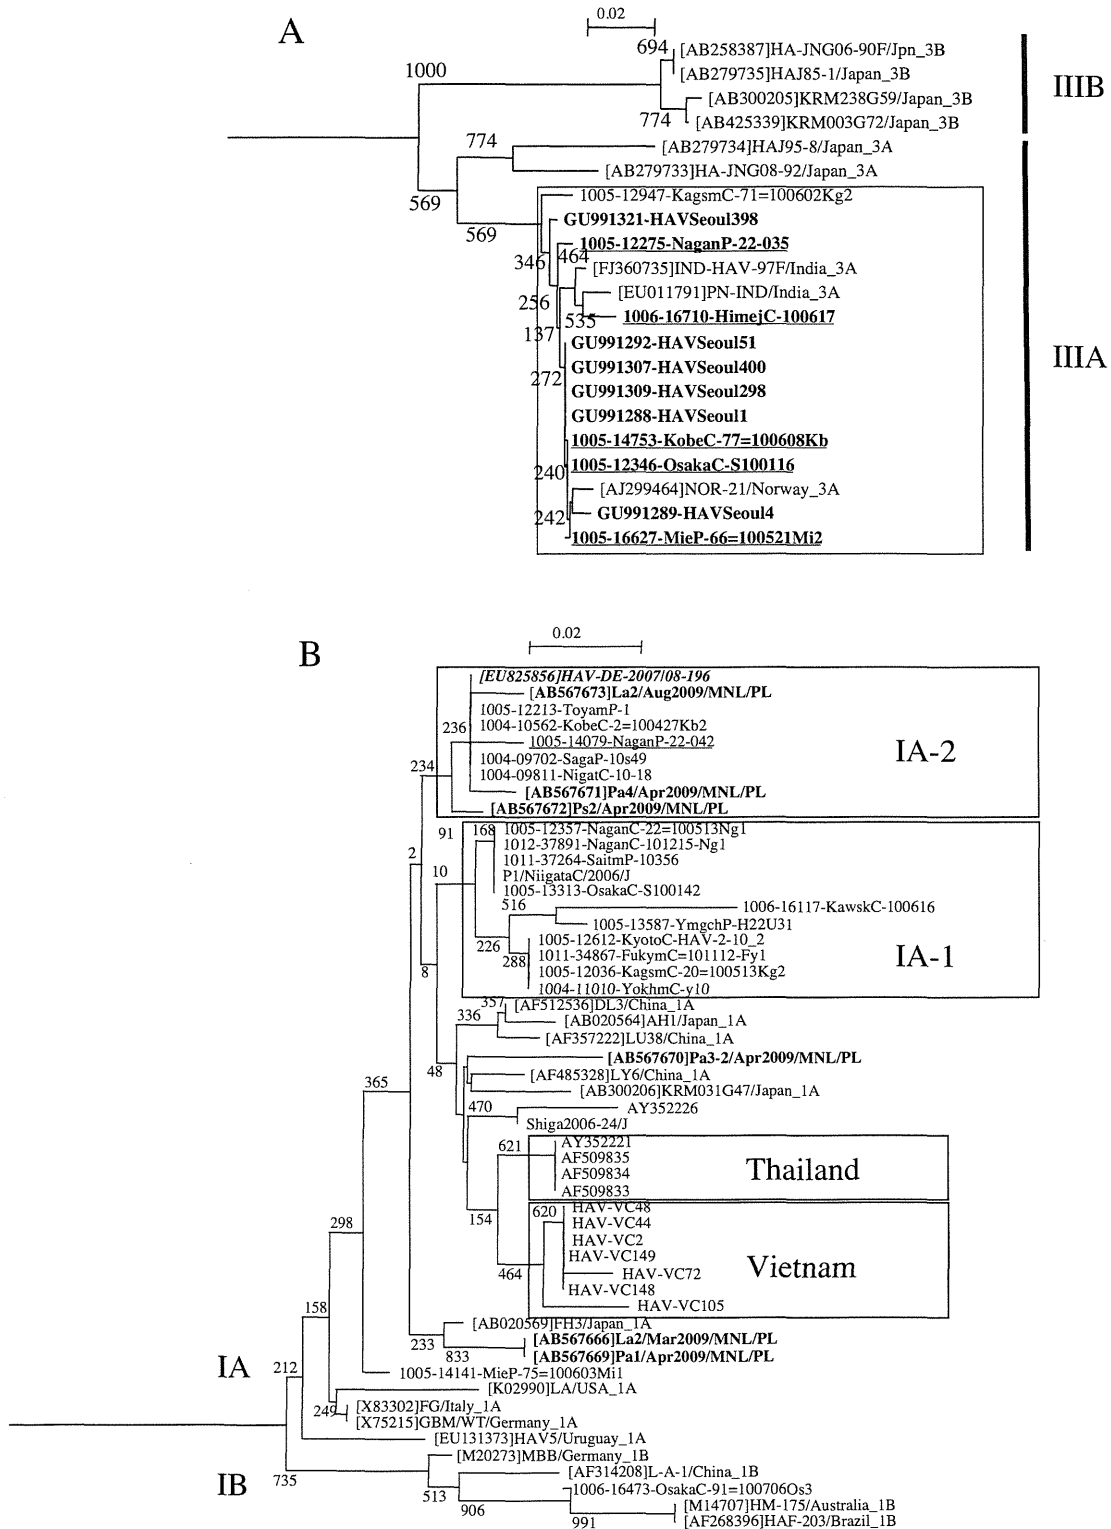 A
0.02
694
[AB258387]HA-JNG06-90F/Jpn_3B
1000
[AB279735]HAJ85-1/Japan_3B
IIIB
[AB300205]KRM238G59/Japan_3B
774
[AB425339]KRM003G72/Japan_3B
774
[AB279734]HAJ95-8/Japan_3A
[AB279733]HA-JNG08-92/Japan_3A
569
1005-12947-KagsmC-71=100602Kg2
GU991321-HAVSeoul398
569
1005-12275-NaganP-22-035
346
464
[FJ360735]IND-HAV-97F/India_3A
[EU011791]PN-IND/India_3A
256
535
1006-16710-HimejC-100617
137
GU991292-HAVSeoul51
IIIA
GU991307-HAVSeoul400
272
GU991309-HAVSeoul298
GU991288-HAVSeoul1
1005-14753-KobeC-77=100608Kb
240
1005-12346-OsakaC-S100116
[AJ299464]NOR-21/Norway_3A
242
GU991289-HAVSeoul4
1005-16627-MieP-66=100521Mi2
B
0.02
[EU825856]HAV-DE-2007/08-196
[AB567673]La2/Aug2009/MNL/PL
1005-12213-ToyamP-1
236
1004-10562-KobeC-2=100427Kb2
1005-14079-NaganP-22-042
IA-2
1004-09702-SagaP-10s49
234
1004-09811-NigatC-10-18
[AB567671]Pa4/Apr2009/MNL/PL
[AB567672]Ps2/Apr2009/MNL/PL
91
168
1005-12357-NaganC-22=100513Ng1
1012-37891-NaganC-101215-Ng1
2
1011-37264-SaitmP-10356
10
P1/NiigataC/2006/J
1005-13313-OsakaC-S100142
516
1006-16117-KawskC-100616
1005-13587-YmgchP-H22U31
226
1005-12612-KyotoC-HAV-2-10_2
288
1011-34867-FukymC=101112-Fy1
IA-1
8
1005-12036-KagsmC-20=100513Kg2
1004-11010-YokhmC-y10
357
[AF512536]DL3/China_1A
336
[AB020564]AH1/Japan_1A
[AF357222]LU38/China_1A
[AB567670]Pa3-2/Apr2009/MNL/PL
48
[AF485328]LY6/China_1A
365
[AB300206]KRM031G47/Japan_1A
470
AY352226
Shiga2006-24/J
621
AY352221
AF509835
Thailand
AF509834
AF509833
154
620
HAV-VC48
298
HAV-VC44
HAV-VC2
HAV-VC149
Vietnam
464
HAV-VC72
HAV-VC148
158
HAV-VC105
[AB020569]FH3/Japan_1A
233
[AB567666]La2/Mar2009/MNL/PL
833
[AB567669]Pa1/Apr2009/MNL/PL
IA
212
1005-14141-MieP-75=100603Mi1
[K02990]LA/USA_1A
249
[X83302]FG/Italy_1A
[X75215]GBM/WT/Germany_1A
[EU131373]HAV5/Uruguay_1A
[M20273]MBB/Germany_1B
735
IB
[AF314208]L-A-1/China_1B
513
1006-16473-OsakaC-91=100706Os3
906
[M14707]HM-175/Australia_1B
991
[AF268396]HAF-203/Brazil_1B